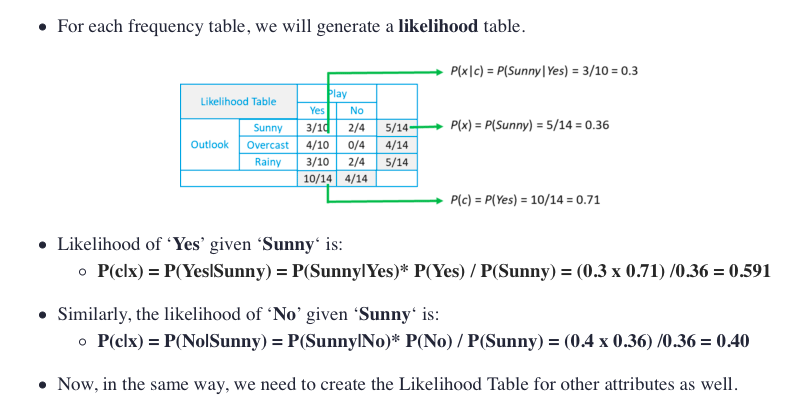 • For each frequency table, we will generate a likelihood table.
P(x|c) = P(Sunny|Yes) = 3/10 = 0.3
Likelihood Table Play
Yes No
Sunny 3/10 2/4 5/14 P(x) = P(Sunny) = 5/14 = 0.36
Outlook Overcast 4/10 0/4 4/14
Rainy 3/10 2/4 5/14
10/14 4/14
P(c) = P(Yes) = 10/14 = 0.71
• Likelihood of ‘Yes’ given ‘Sunny‘ is:
◦ P(c|x) = P(Yes|Sunny) = P(Sunny|Yes)* P(Yes) / P(Sunny) = (0.3 x 0.71) /0.36 = 0.591
• Similarly, the likelihood of ‘No’ given ‘Sunny‘ is:
◦ P(c|x) = P(No|Sunny) = P(Sunny|No)* P(No) / P(Sunny) = (0.4 x 0.36) /0.36 = 0.40
• Now, in the same way, we need to create the Likelihood Table for other attributes as well.